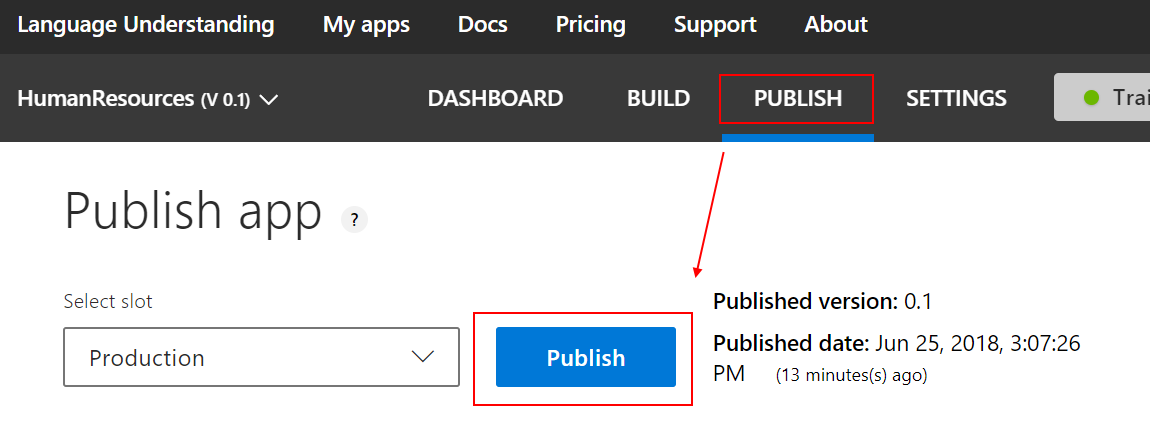 Language Understanding My apps Docs Pricing Support About
HumanResources (V 0.1) DASHBOARD BUILD PUBLISH SETTINGS
Publish app ?
Select slot
Production
Publish
Published version: 0.1
Published date: Jun 25, 2018, 3:07:26
PM (13 minutes(s) ago)